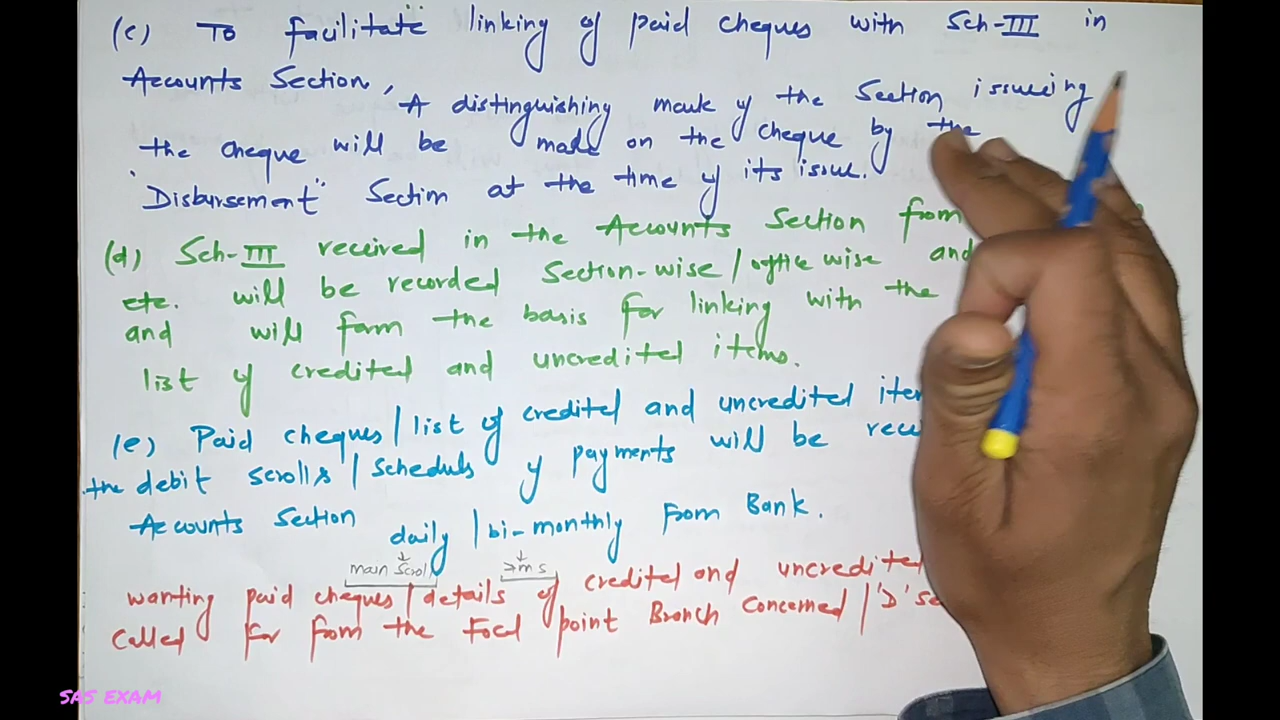 (c) To facilitate linking of paid cheques with Sch-III in
Accounts Section,
A distinguishing mark of the Section issueing
the cheque will be made on the cheque by the
"Disbursement" Section at the time of its issue.
(d) Sch-III received in the Accounts Section from
etc. will be recorded Section-wise/office wise and
and will form the basis for linking with the
list of credited and uncredited items.
(e) Paid cheques/list of credited and uncredited
the debit scrolls/scheduls of payments will be
Accounts Section daily/bi-monthly from Bank.
main scroll
wanting paid cheques/details of credited and uncredited
called for from the Focl point Branch concerned/'D'
SAS EXAM